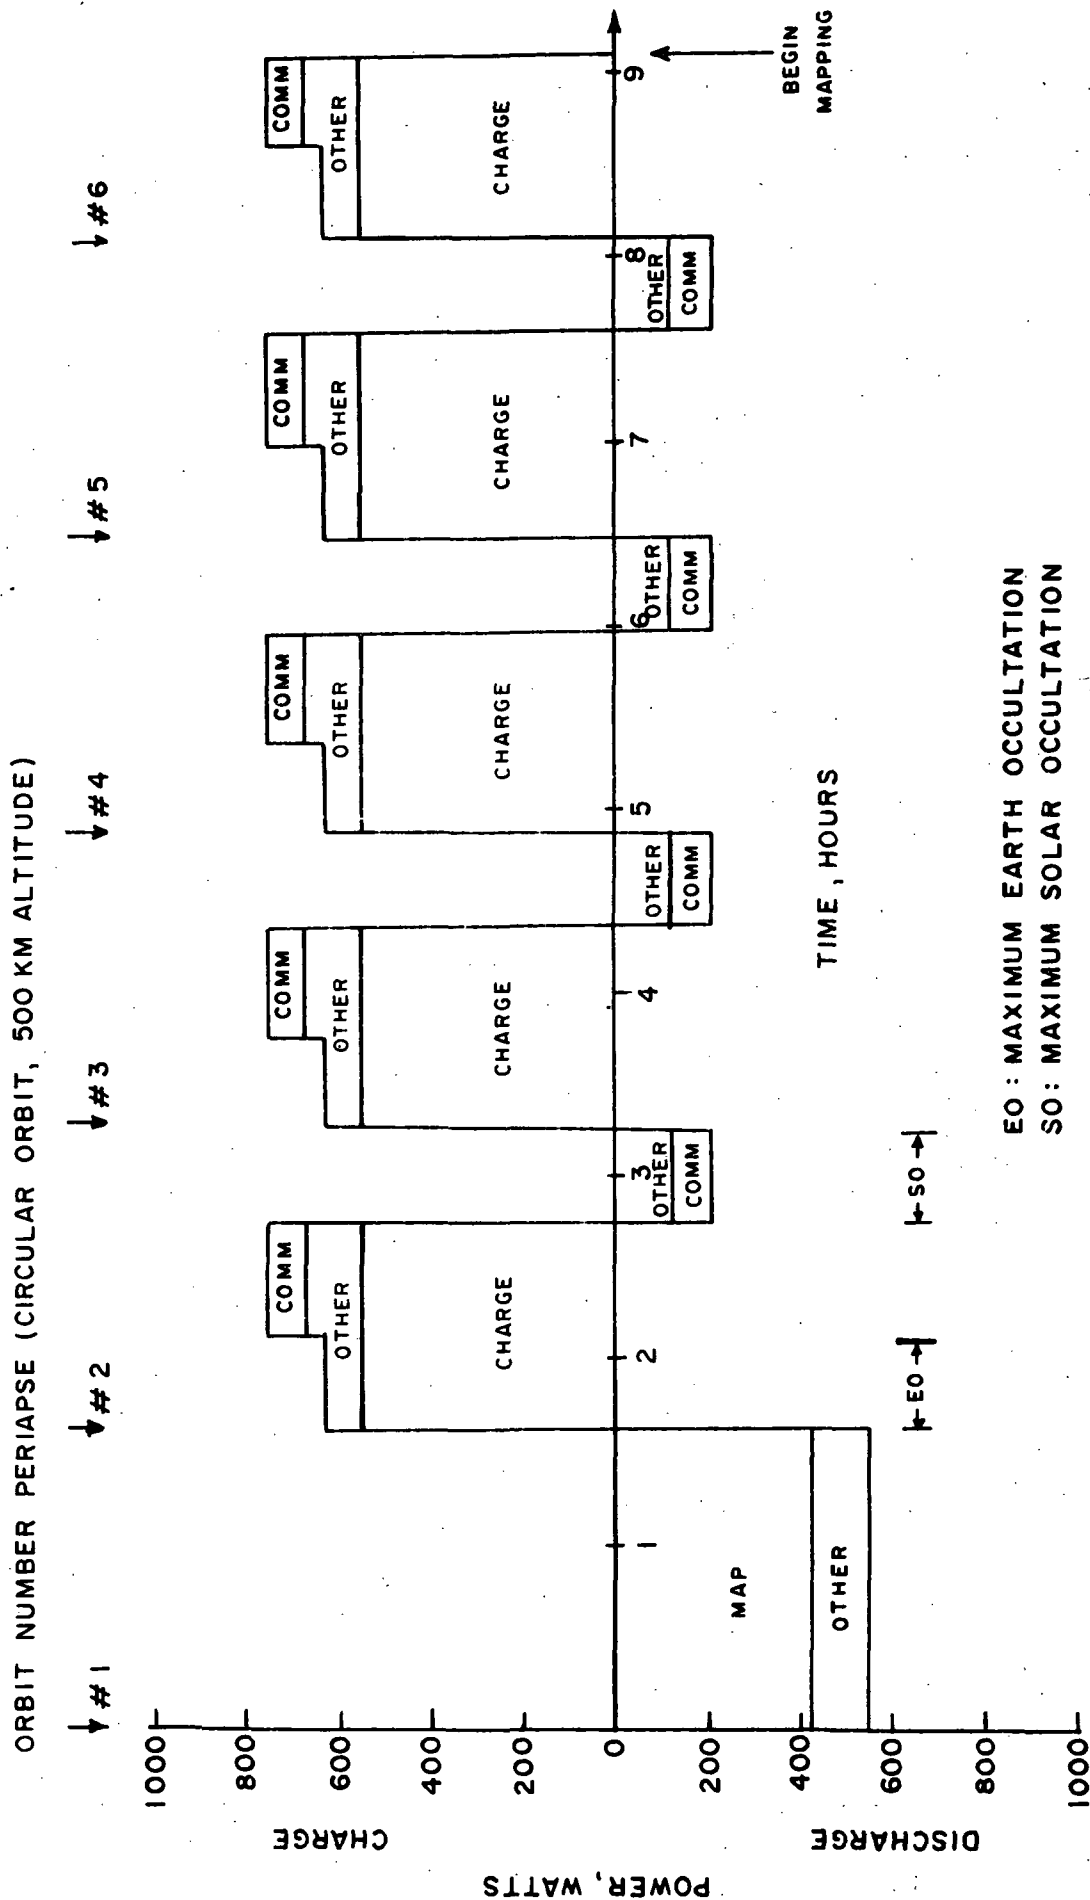 ORBIT NUMBER PERIAPSE (CIRCULAR ORBIT, 500 KM ALTITUDE)
#1
#2
#3
#4
#5
#6
POWER, WATTS
CHARGE
DISCHARGE
1000
800
600
400
200
0
200
400
600
800
1000
MAP
OTHER
COMM
OTHER
CHARGE
OTHER
COMM
COMM
OTHER
CHARGE
OTHER
COMM
COMM
OTHER
CHARGE
OTHER
COMM
COMM
OTHER
CHARGE
OTHER
COMM
COMM
OTHER
CHARGE
1
2
3
4
5
6
7
8
9
TIME, HOURS
BEGIN
MAPPING
EO
SO
EO: MAXIMUM EARTH OCCULTATION
SO: MAXIMUM SOLAR OCCULTATION